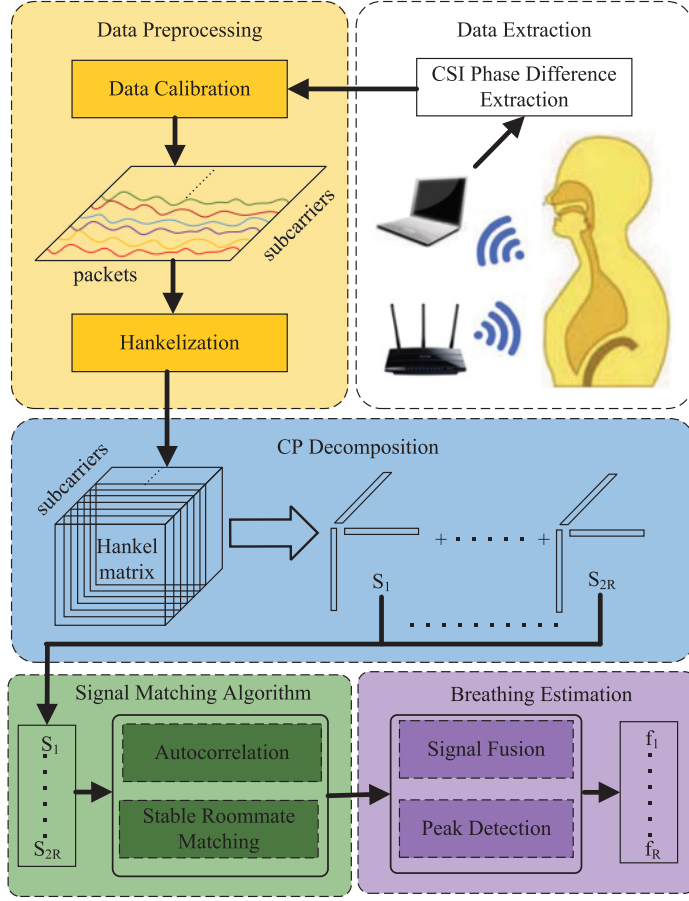 Data Preprocessing
Data Calibration
subcarriers
packets
Hankelization
Data Extraction
CSI Phase Difference
Extraction
CP Decomposition
subcarriers
Hankel
matrix
+ · · · · · +
S1
S2R
Signal Matching Algorithm
S1
S2R
Autocorrelation
Stable Roommate
Matching
Breathing Estimation
Signal Fusion
Peak Detection
f1
fR